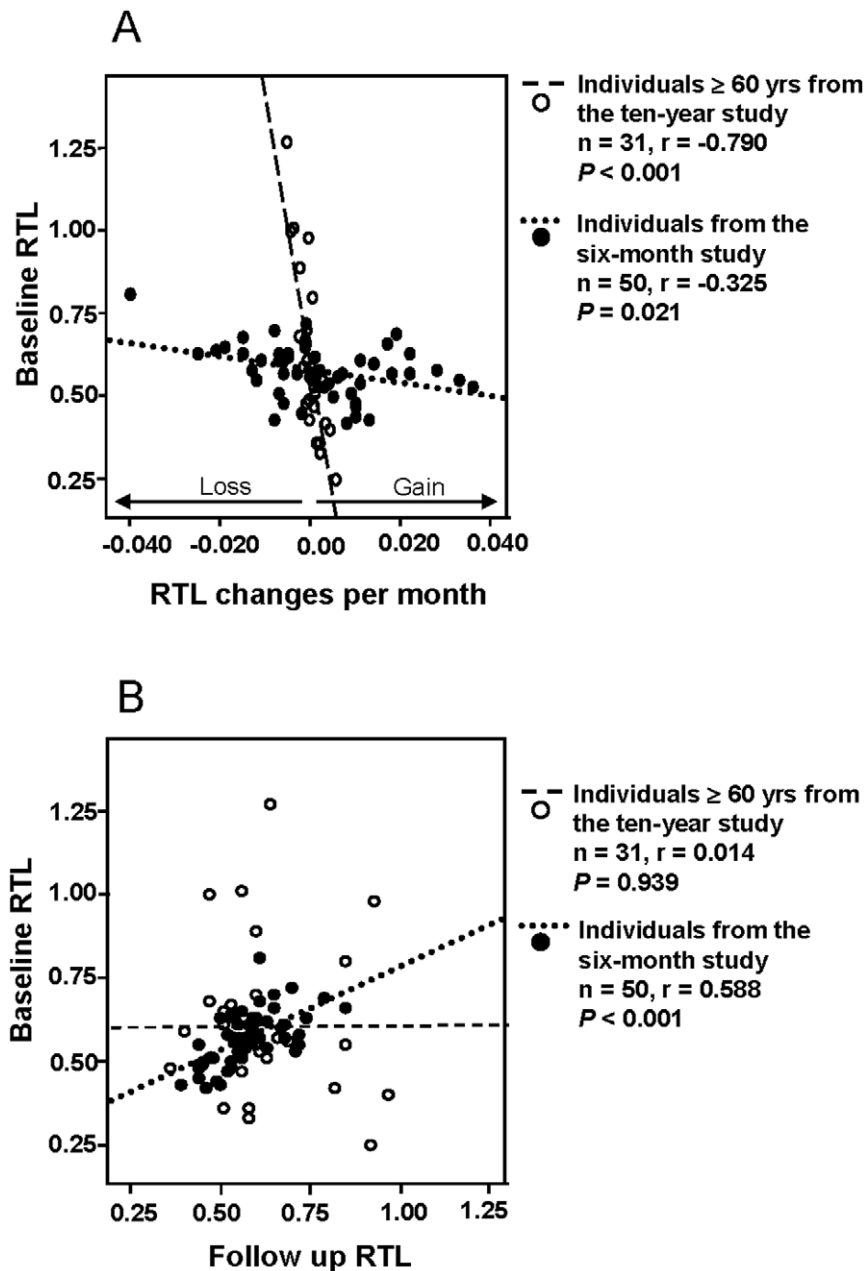 A
Individuals ≥ 60 yrs from
the ten-year study
n = 31, r = -0.790
P < 0.001
Individuals from the
six-month study
n = 50, r = -0.325
P = 0.021
Baseline RTL
1.25
1.00
0.75
0.50
0.25
Loss Gain
-0.040 -0.020 0.00 0.020 0.040
RTL changes per month
B
Individuals ≥ 60 yrs from
the ten-year study
n = 31, r = 0.014
P = 0.939
Individuals from the
six-month study
n = 50, r = 0.588
P < 0.001
Baseline RTL
1.25
1.00
0.75
0.50
0.25
0.25 0.50 0.75 1.00 1.25
Follow up RTL